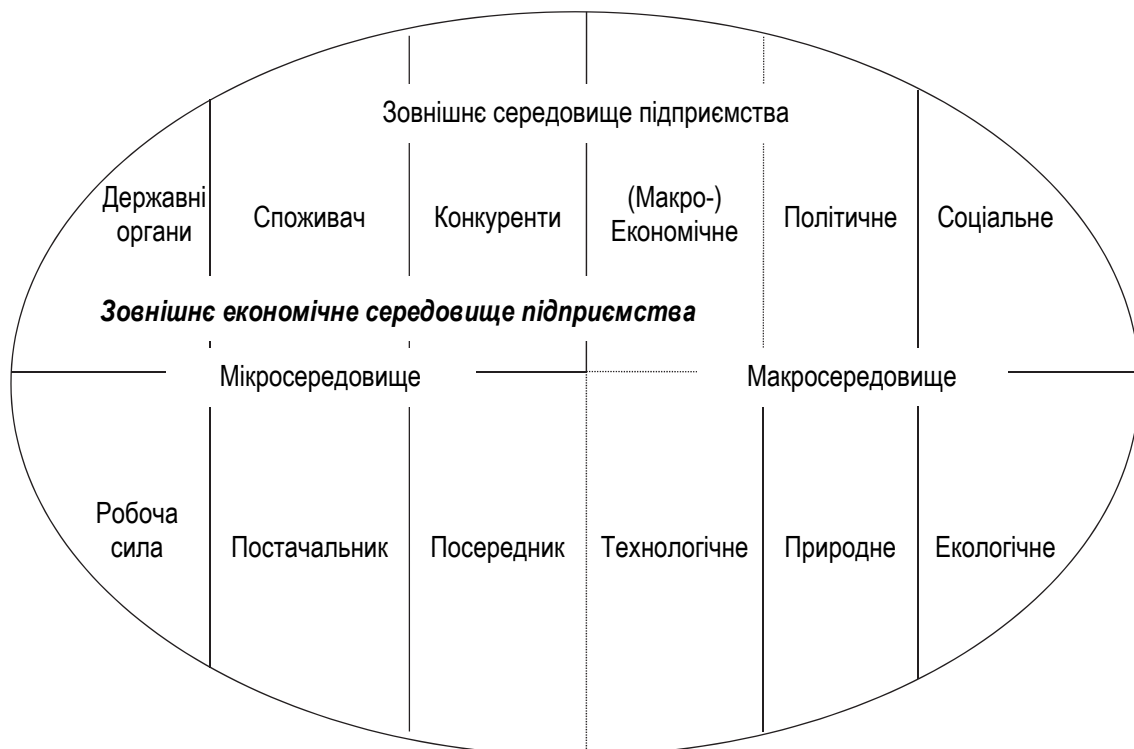 Зовнішнє середовище підприємства
Державні
органи
Споживач
Конкуренти
(Макро-)
Економічне
Політичне
Соціальне
Зовнішнє економічне середовище підприємства
Мікросередовище
Макросередовище
Робоча
сила
Постачальник
Посередник
Технологічне
Природне
Екологічне